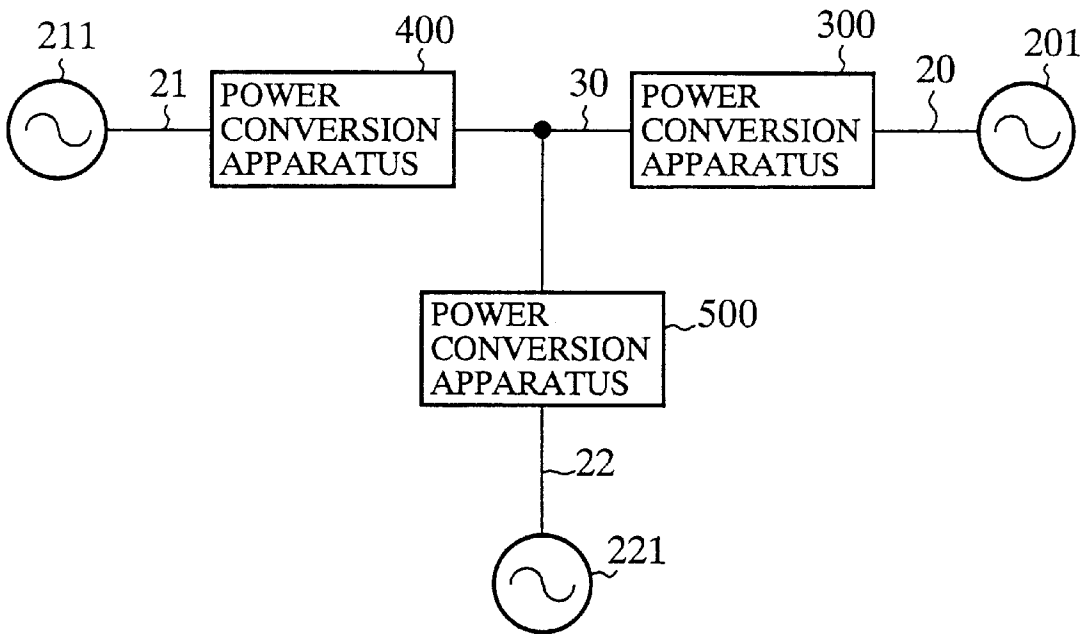 211
21
400
POWER
CONVERSION
APPARATUS
30
300
POWER
CONVERSION
APPARATUS
20
201
POWER
CONVERSION
APPARATUS
500
22
221